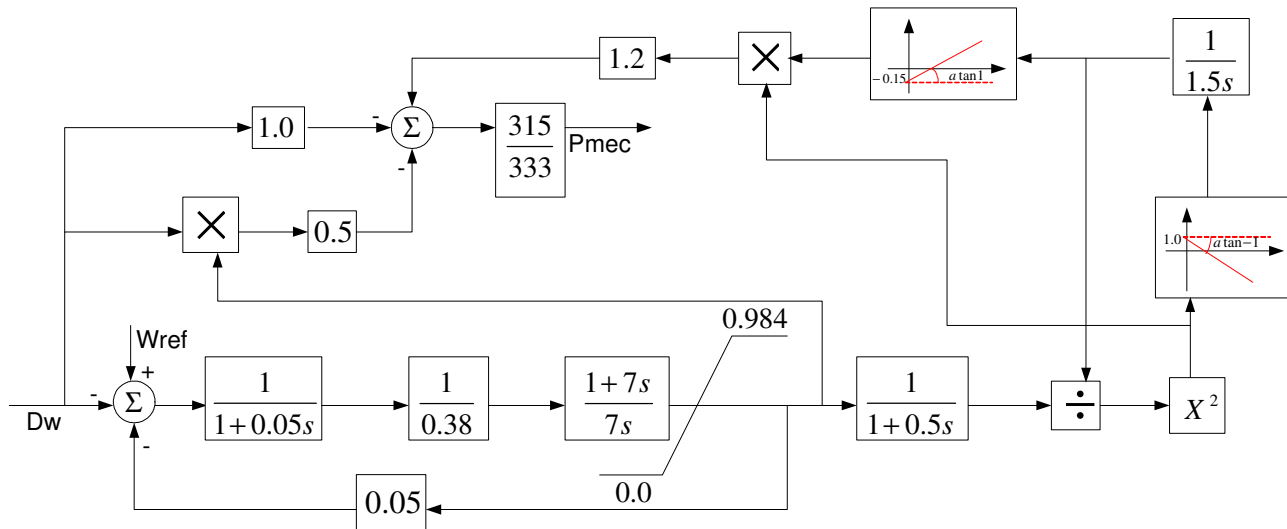 1.2
×
-0.15
a tan1
1
1.5s
-
1.0
Σ
315
333
Pmec
-
×
0.5
1.0
a tan-1
0.984
Wref
+
-
Σ
Dw
1
1+0.05s
1
0.38
1+7s
7s
1
1+0.5s
÷
X²
-
0.05
0.0